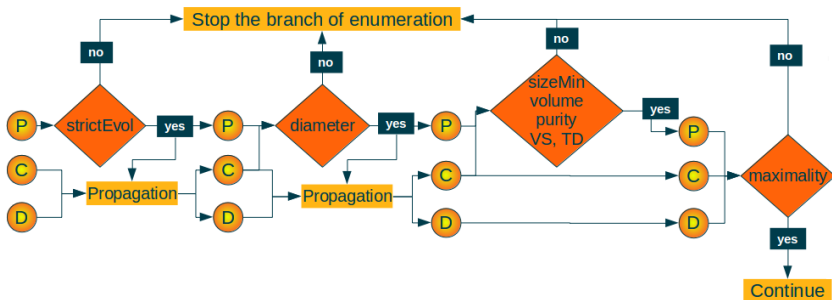 Stop the branch of enumeration
no
no
no
no
strictEvol
diameter
sizeMin
volume
purity
VS, TD
maximality
P
yes
P
yes
P
yes
P
C
Propagation
C
Propagation
C
C
D
D
D
D
yes
Continue